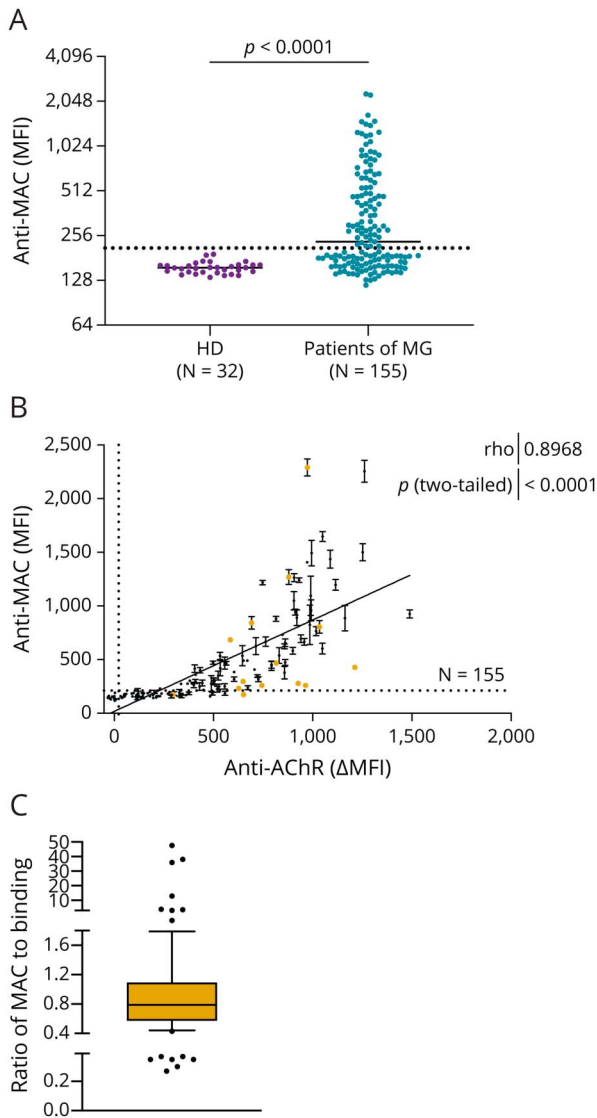 A
p < 0.0001
4,096
2,048
1,024
512
256
128
64
Anti-MAC (MFI)
HD
(N = 32)
Patients of MG
(N = 155)
B
rho 0.8968
p (two-tailed) < 0.0001
2,500
2,000
1,500
1,000
500
0
Anti-MAC (MFI)
N = 155
0 500 1,000 1,500 2,000
Anti-AChR (ΔMFI)
C
50
40
30
20
10
1.6
1.2
0.8
0.4
0.2
0.0
Ratio of MAC to binding